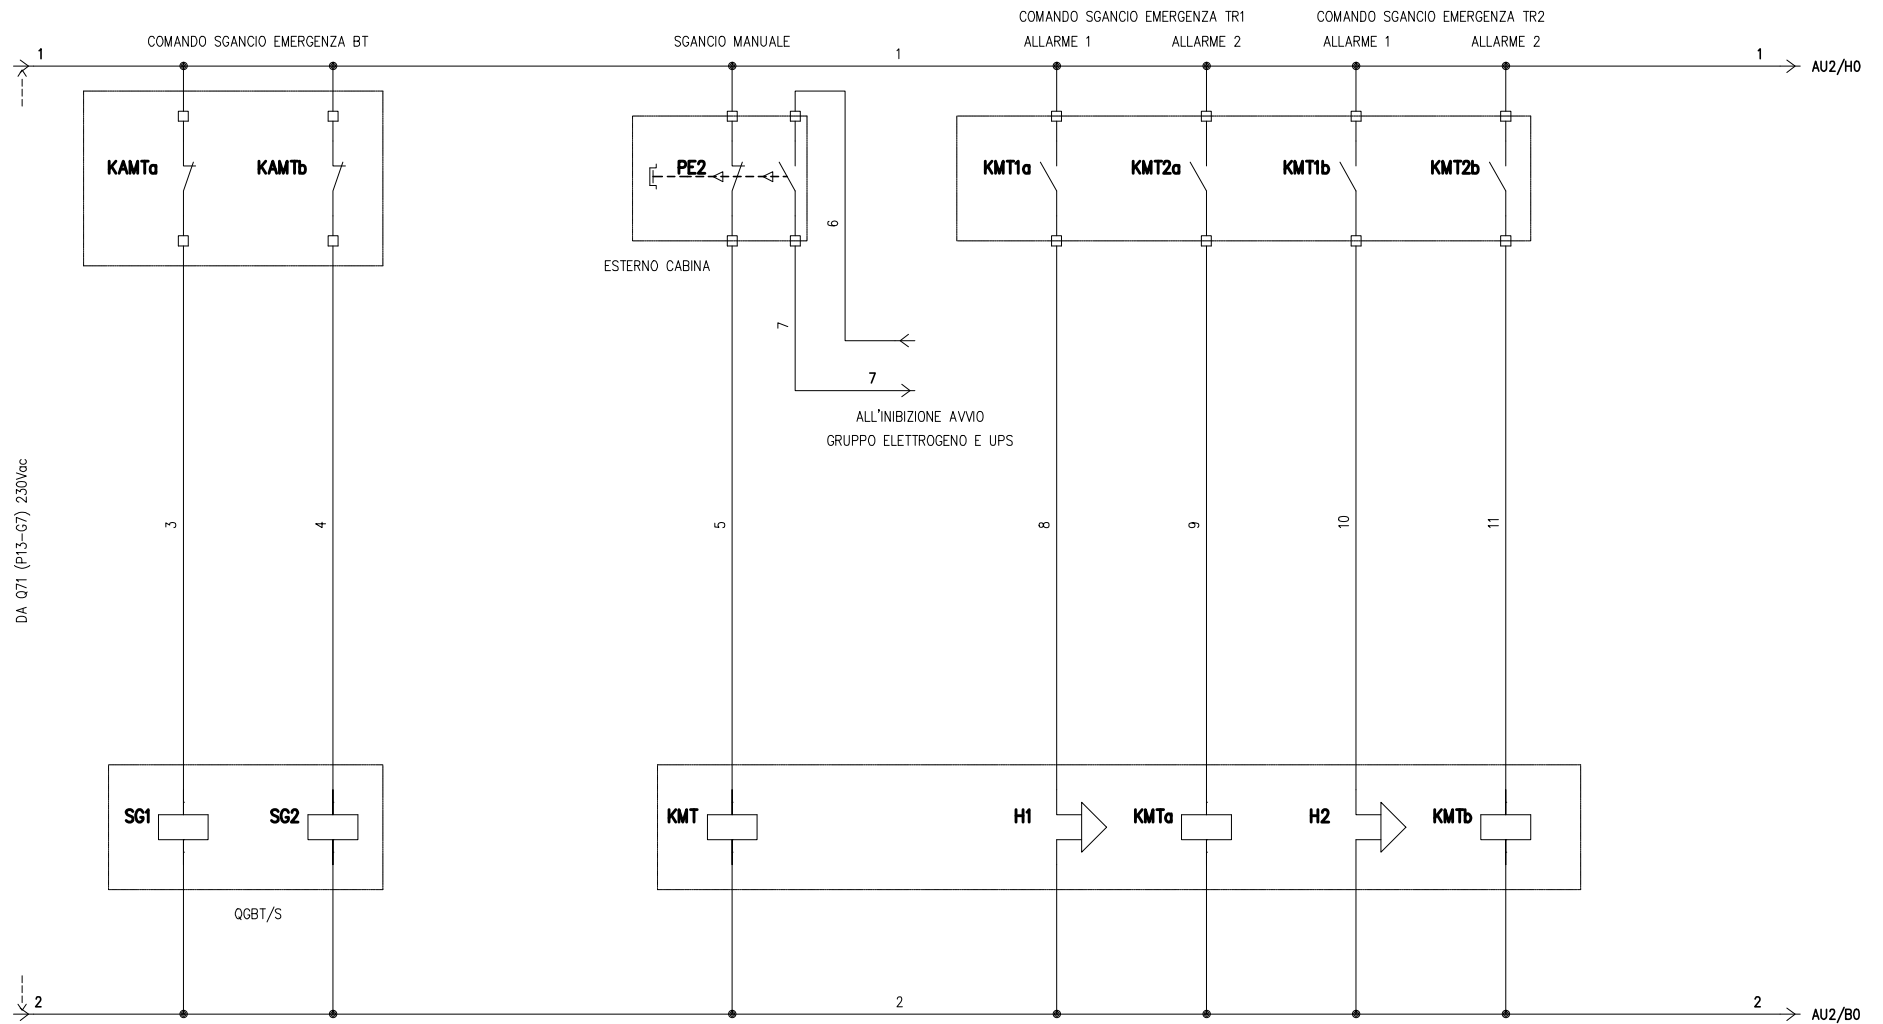 COMANDO SGANCIO EMERGENZA TR1
COMANDO SGANCIO EMERGENZA TR2
COMANDO SGANCIO EMERGENZA BT
SGANCIO MANUALE
ALLARME 1
ALLARME 2
ALLARME 1
ALLARME 2
1
1
1
AU2/H0
KAMTa
KAMTb
PE2
KMT1a
KMT2a
KMT1b
KMT2b
6
ESTERNO CABINA
7
7
ALL'INIBIZIONE AVVIO
GRUPPO ELETTROGENO E UPS
DA Q71 (P13-G7) 230Vac
3
4
5
8
9
10
11
SG1
SG2
KMT
H1
KMTa
H2
KMTb
QGBT/S
2
2
2
AU2/B0